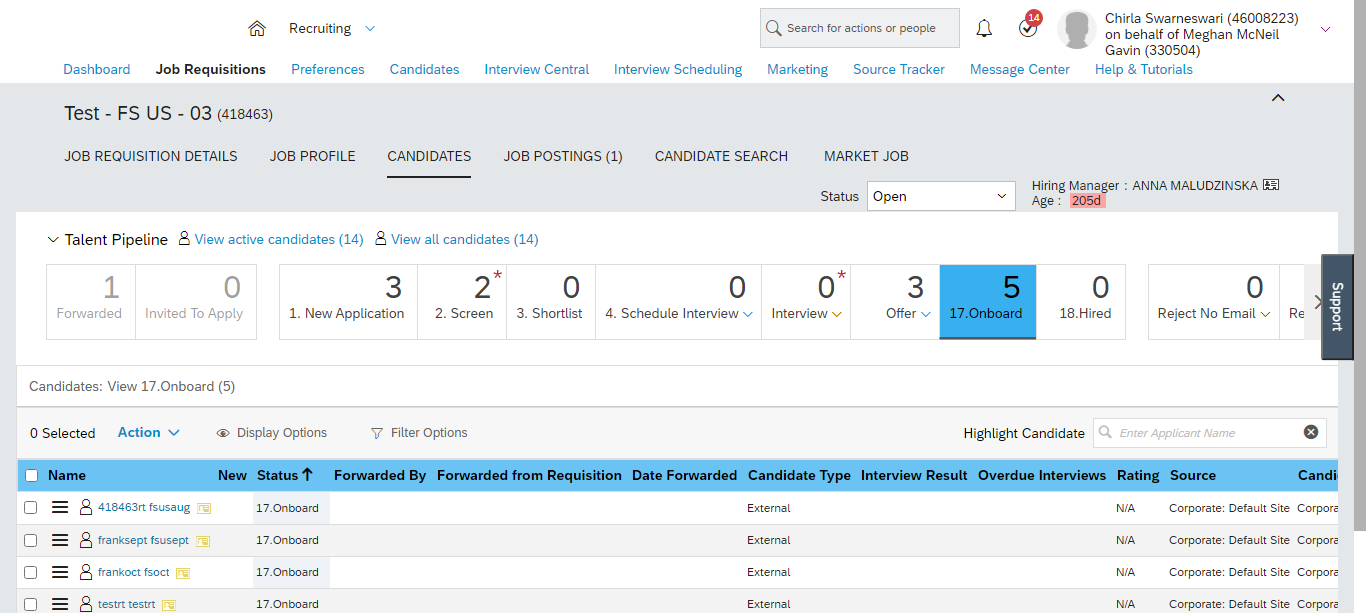 Recruiting
Search for actions or people
14
Chirla Swarneswari (46008223)
on behalf of Meghan McNeil
Gavin (330504)
Dashboard Job Requisitions Preferences Candidates Interview Central Interview Scheduling Marketing Source Tracker Message Center Help & Tutorials
Test - FS US - 03 (418463)
JOB REQUISITION DETAILS JOB PROFILE CANDIDATES JOB POSTINGS (1) CANDIDATE SEARCH MARKET JOB
Status Open
Hiring Manager : ANNA MALUDZINSKA
Age : 205d
Talent Pipeline View active candidates (14) View all candidates (14)
1 0 3 2* 0 0 0* 3 5 0 0
Forwarded Invited To Apply 1. New Application 2. Screen 3. Shortlist 4. Schedule Interview Interview Offer 17.Onboard 18.Hired Reject No Email Re
Support
Candidates: View 17.Onboard (5)
0 Selected Action Display Options Filter Options Highlight Candidate Enter Applicant Name
Name New Status Forwarded By Forwarded from Requisition Date Forwarded Candidate Type Interview Result Overdue Interviews Rating Source Candi
418463rt fsusaug 17.Onboard External N/A Corporate: Default Site Corpora
franksept fsusept 17.Onboard External N/A Corporate: Default Site Corpora
frankoct fsoct 17.Onboard External N/A Corporate: Default Site Corpora
testrt testrt 17.Onboard External N/A Corporate: Default Site Corpora